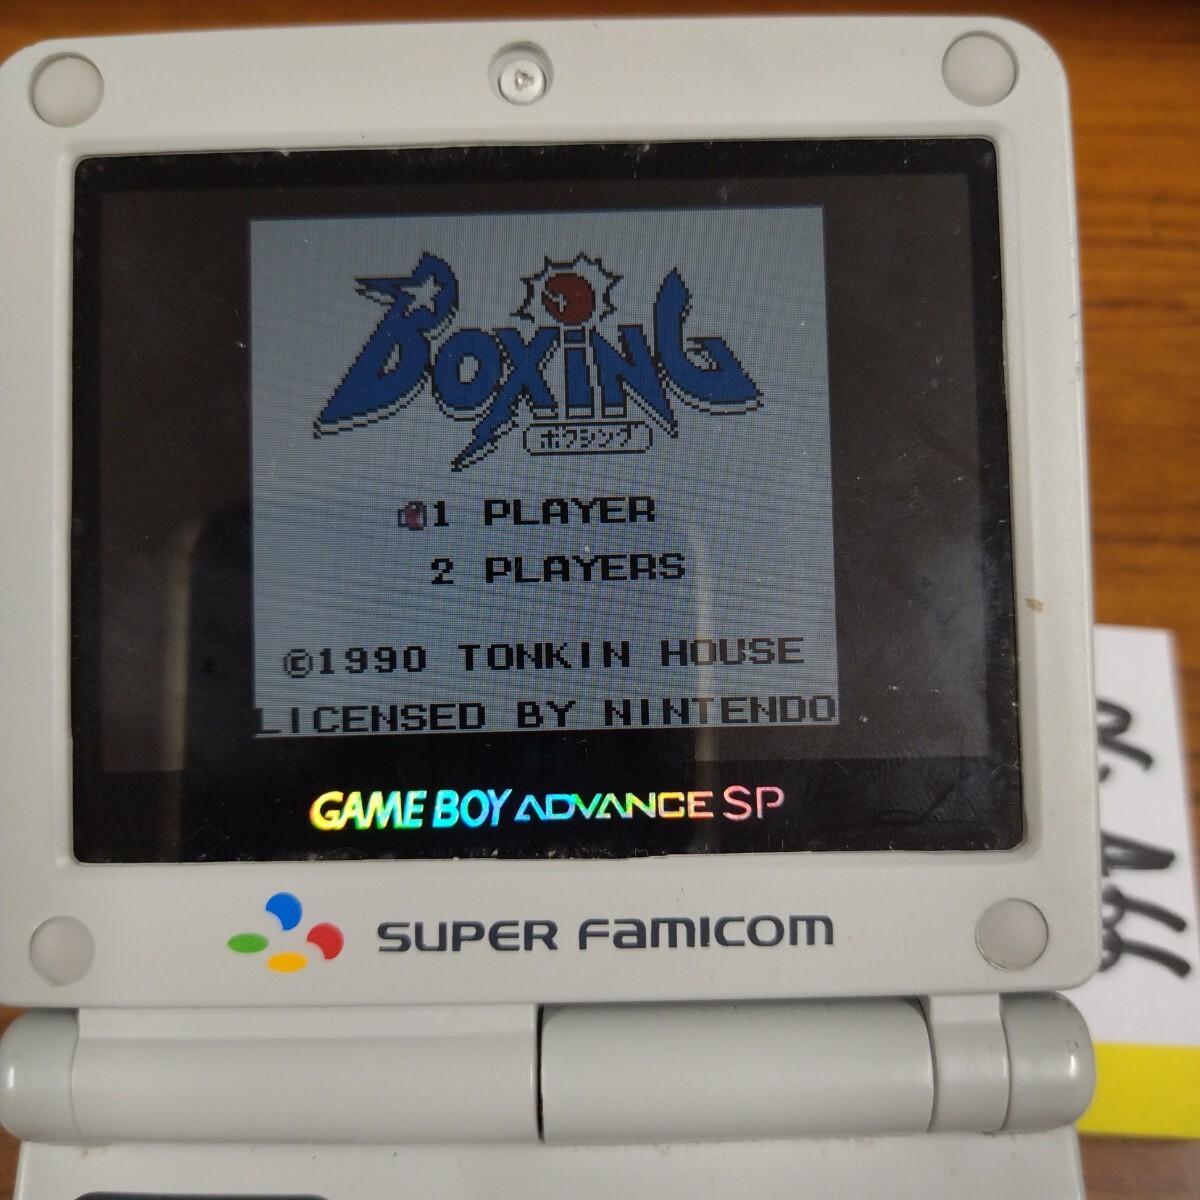 BOXiNG
ボクシング
1 PLAYER
2 PLAYERS
©1990 TONKIN HOUSE
LICENSED BY NINTENDO
GAME BOY ADVANCE SP
SUPER FAMICOM